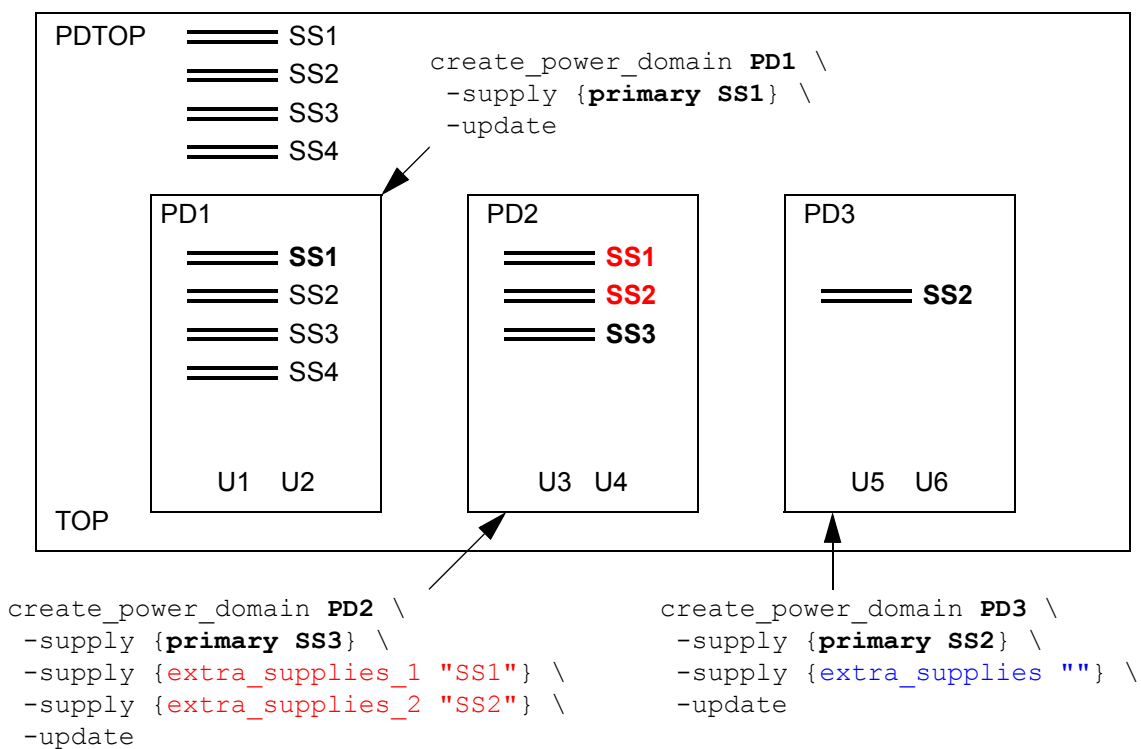 PDTOP
SS1
SS2
SS3
SS4
create_power_domain PD1 \
-supply {primary SS1} \
-update
PD1
SS1
SS2
SS3
SS4
U1 U2
PD2
SS1
SS2
SS3
U3 U4
PD3
SS2
U5 U6
TOP
create_power_domain PD2 \
-supply {primary SS3} \
-supply {extra_supplies_1 "SS1"} \
-supply {extra_supplies_2 "SS2"} \
-update
create_power_domain PD3 \
-supply {primary SS2} \
-supply {extra_supplies ""} \
-update